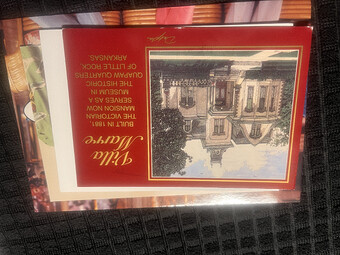 Villa
Marre
BUILT IN 1881,
THE VICTORIAN
MANSION NOW
SERVES AS A
MUSEUM IN
THE HISTORIC
QUAPAW QUARTERS
OF LITTLE ROCK,
ARKANSAS